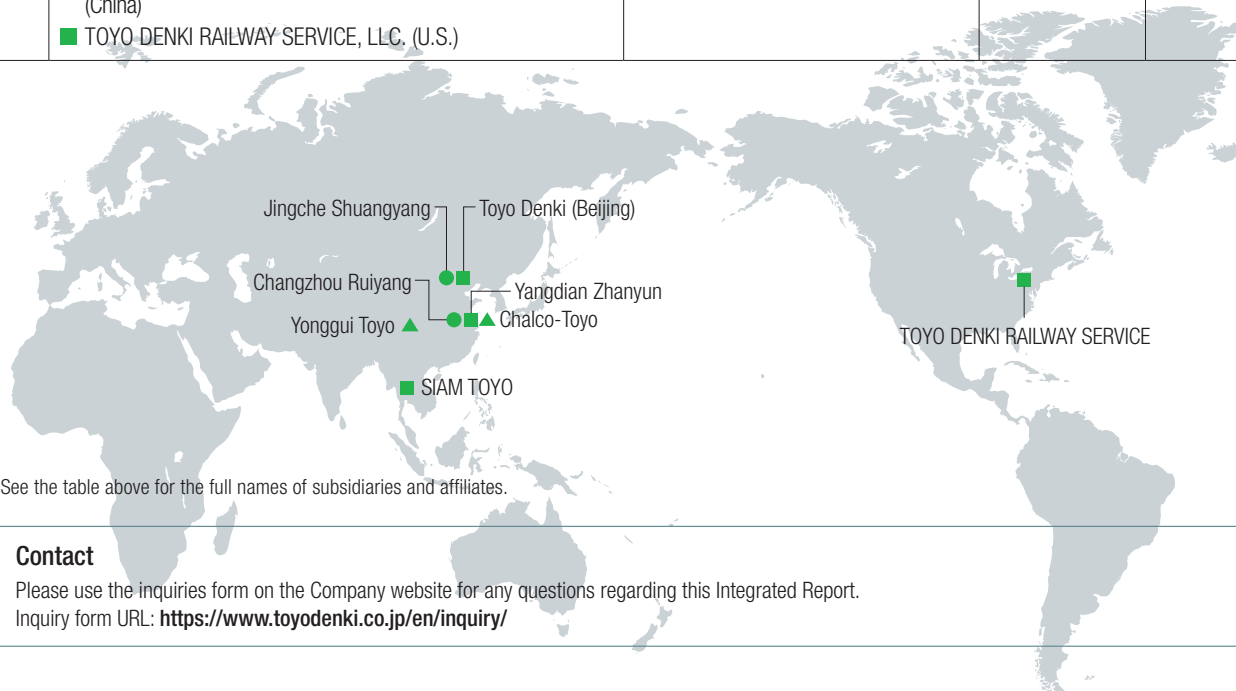 (China)
TOYO DENKI RAILWAY SERVICE, LLC. (U.S.)
Jingche Shuangyang
Toyo Denki (Beijing)
Changzhou Ruiyang
Yangdian Zhanyun
Yonggui Toyo
Chalco-Toyo
TOYO DENKI RAILWAY SERVICE
SIAM TOYO
See the table above for the full names of subsidiaries and affiliates.
Contact
Please use the inquiries form on the Company website for any questions regarding this Integrated Report.
Inquiry form URL: https://www.toyodenki.co.jp/en/inquiry/